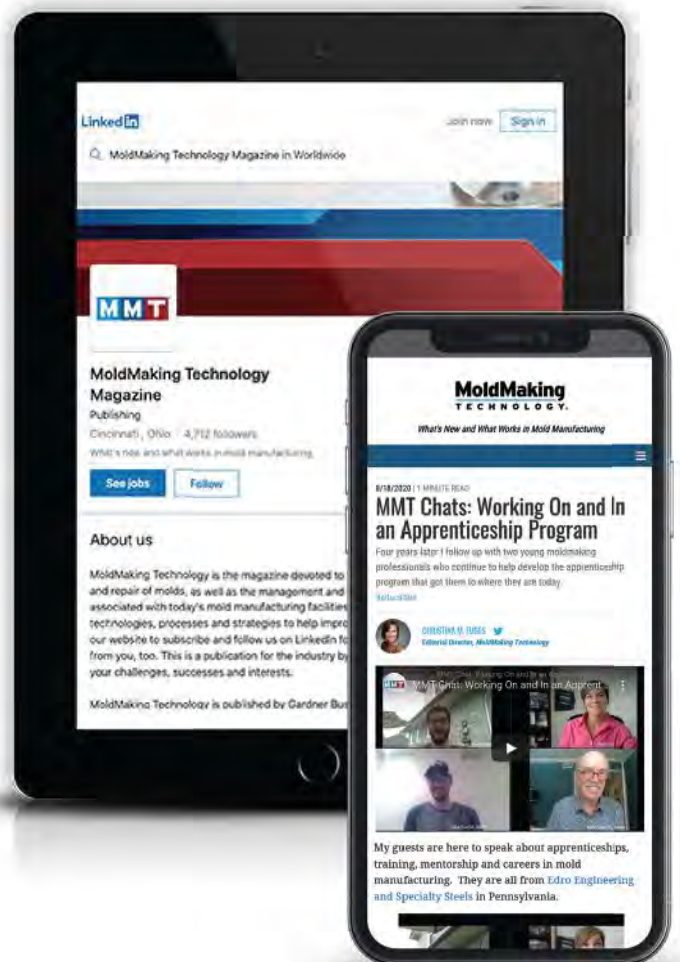 Linked in
Join now Sign in
MoldMaking Technology Magazine in Worldwide
MMT
MoldMaking Technology
Magazine
Publishing
Cincinnati, Ohio 4,712 followers
What's new and what works in mold manufacturing
See jobs Follow
About us
MoldMaking Technology is the magazine devoted to
and repair of molds, as well as the management and
associated with today's mold manufacturing facilities
technologies, processes and strategies to help impro
our website to subscribe and follow us on LinkedIn fo
from you, too. This is a publication for the industry by
your challenges, successes and interests.
MoldMaking Technology is published by Gardner Bus
MoldMaking
TECHNOLOGY.
What's New and What Works in Mold Manufacturing
8/18/2020 | 1 MINUTE READ
MMT Chats: Working On and In
an Apprenticeship Program
Four years later I follow up with two young moldmaking
professionals who continue to help develop the apprenticeship
program that got them to where they are today.
CHRISTINA M. FUGES
Editorial Director, MoldMaking Technology
MMT Chats: Working On and In an Apprent...
My guests are here to speak about apprenticeships,
training, mentorship and careers in mold
manufacturing. They are all from Edro Engineering
and Specialty Steels in Pennsylvania.